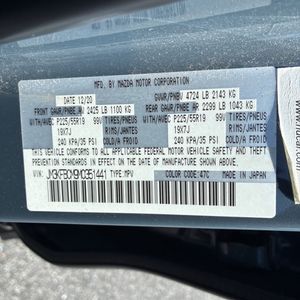 MFD. BY MAZDA MOTOR CORPORATION
DATE 12/20 GVWR/PNBV 4724 LB 2143 KG
FRONT GAWR/PNBE AV 2425 LB 1100 KG REAR GAWR/PNBE AR 2299 LB 1043 KG
WITH/AVEC P225/55R19 99V TIRES/PNEUS WITH/AVEC P225/55R19 99V TIRES/PNEUS
19X7J RIMS/JANTES 19X7J RIMS/JANTES
240 KPA/35 PSI COLD/A FROID 240 KPA/35 PSI COLD/A FROID
THIS VEHICLE CONFORMS TO ALL APPLICABLE FEDERAL MOTOR VEHICLE SAFETY AND
THEFT PREVENTION STANDARDS IN EFFECT ON THE DATE OF MANUFACTURE SHOWN ABOVE.
VIN: TYPE: MPV COLOR CODE: 47C MADE IN JAPAN